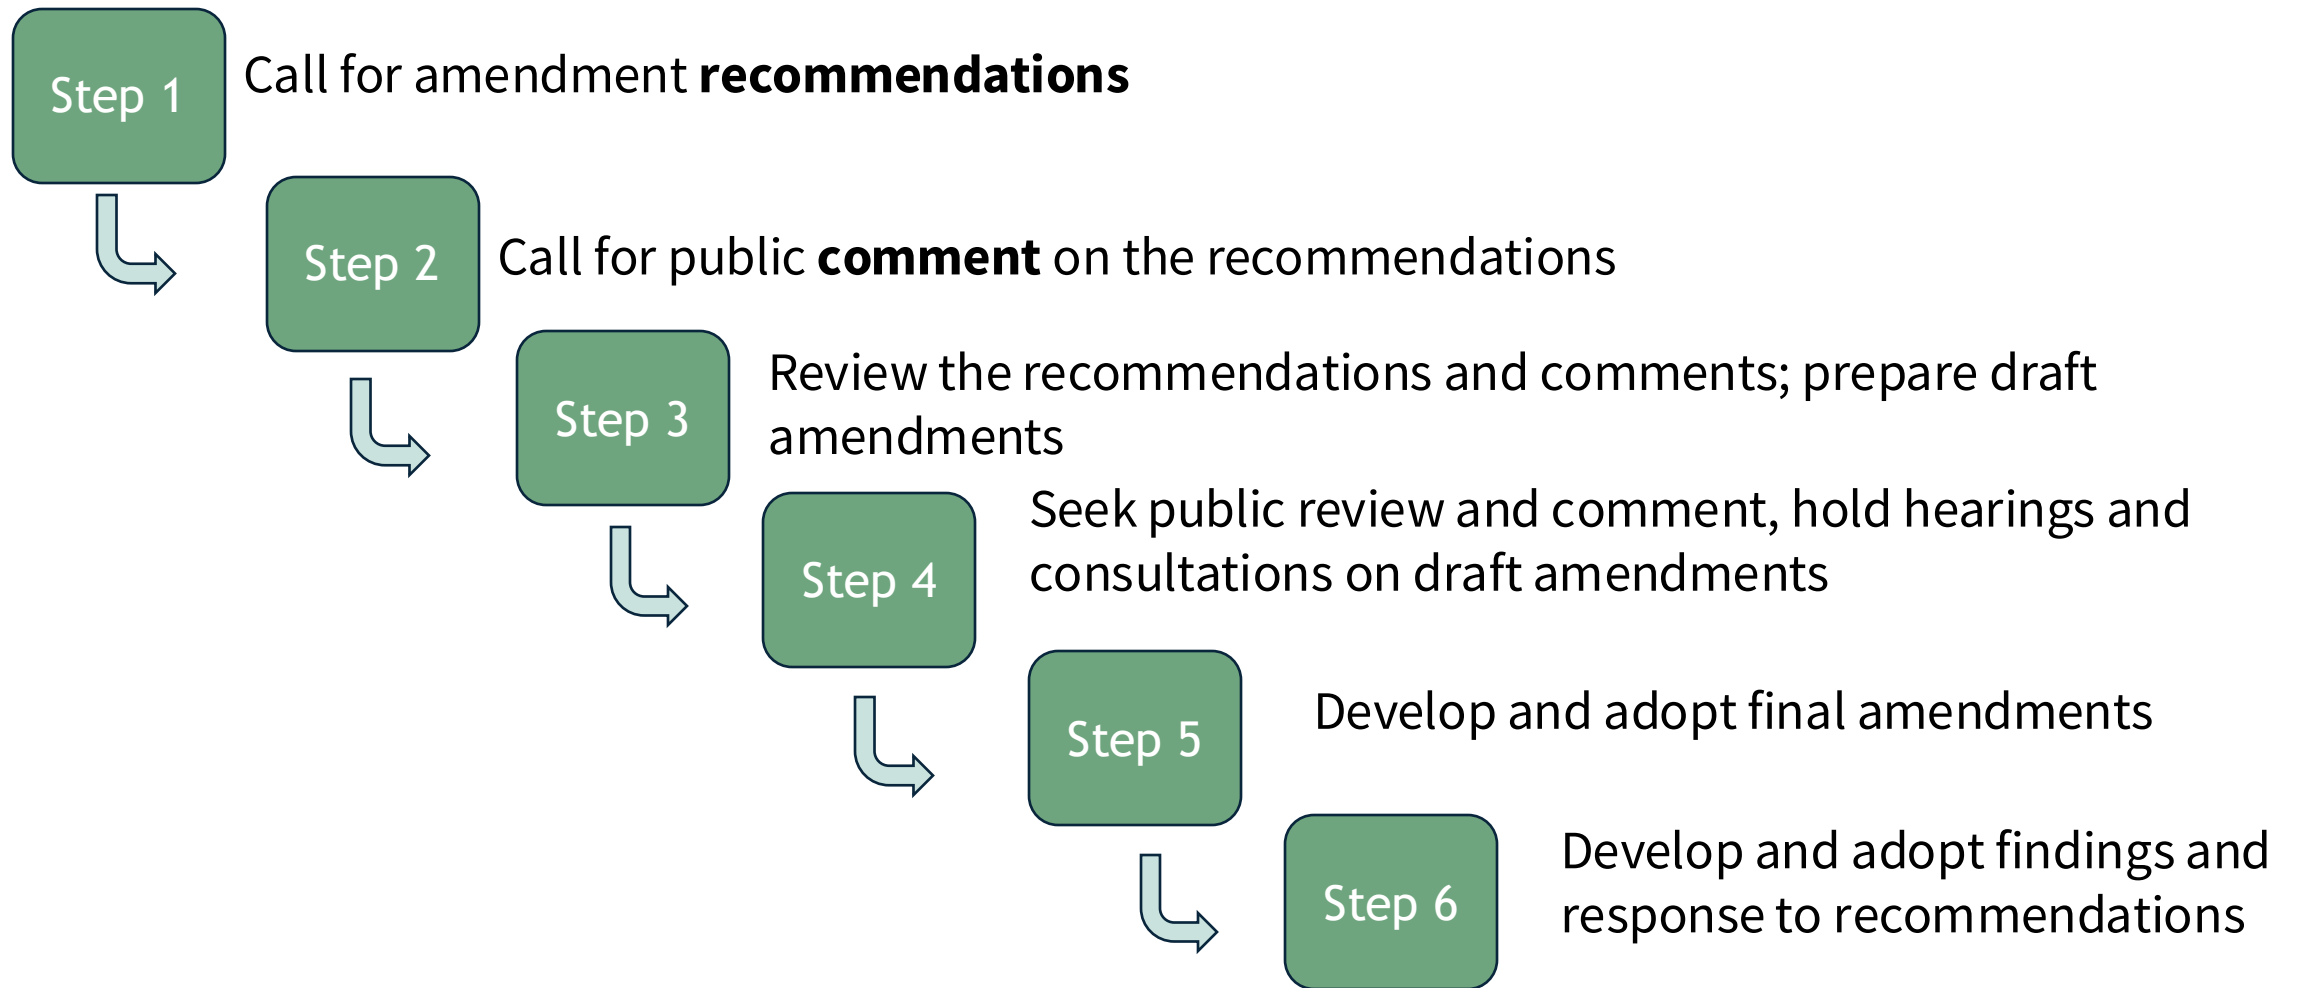 Step 1
Call for amendment recommendations
Step 2
Call for public comment on the recommendations
Step 3
Review the recommendations and comments; prepare draft
amendments
Step 4
Seek public review and comment, hold hearings and
consultations on draft amendments
Step 5
Develop and adopt final amendments
Step 6
Develop and adopt findings and
response to recommendations